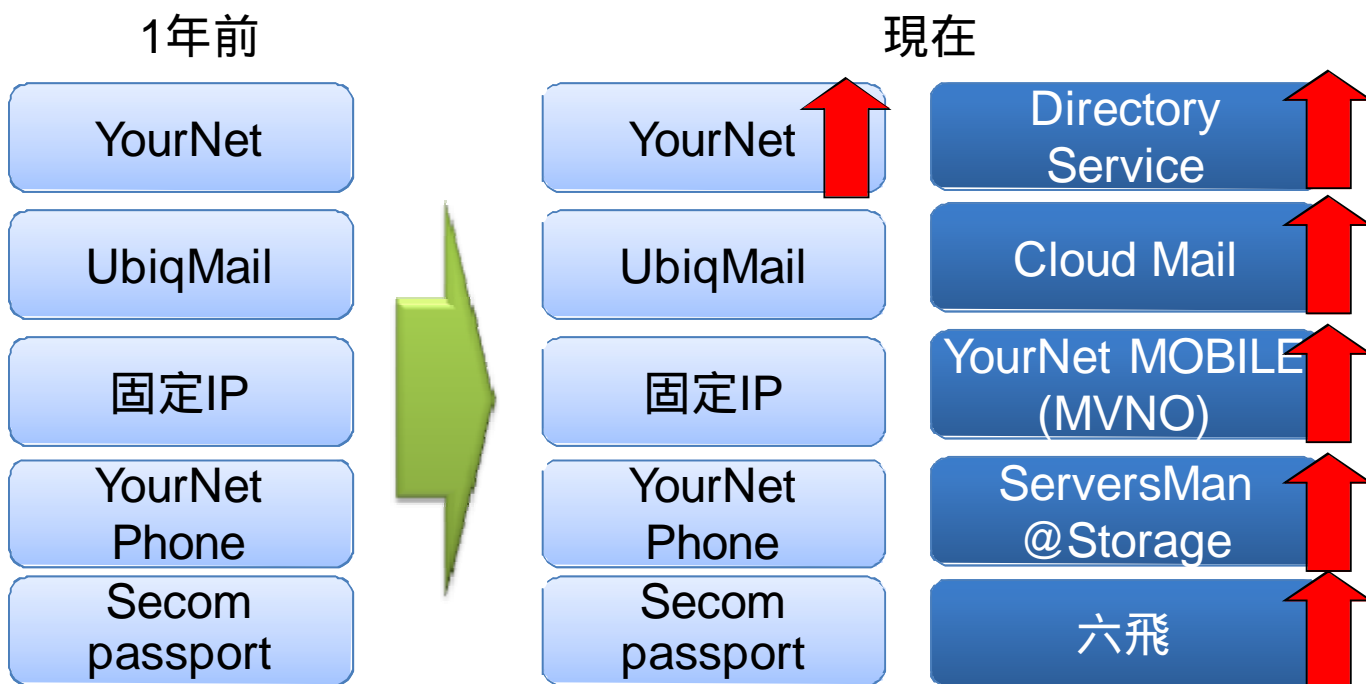 1年前
YourNet
UbiqMail
固定IP
YourNet
Phone
Secom
passport
現在
YourNet
UbiqMail
固定IP
YourNet
Phone
Secom
passport
Directory
Service
Cloud Mail
YourNet MOBILE
(MVNO)
ServersMan
@Storage
六飛